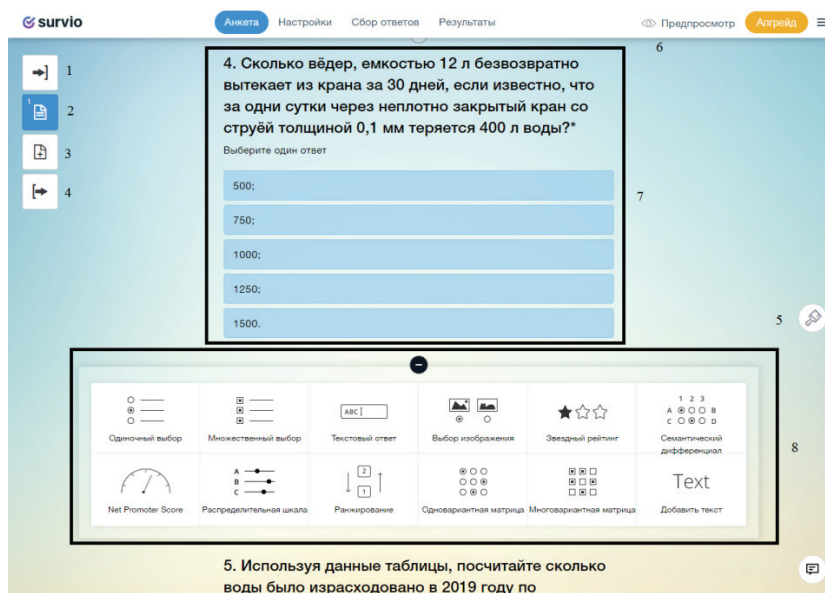 survio
Анкета Настройки Сбор ответов Результаты Предпросмотр Апгрейд
6
1
1
2
3
4
4. Сколько вёдер, емкостью 12 л безвозвратно
вытекает из крана за 30 дней, если известно, что
за одни сутки через неплотно закрытый кран со
струёй толщиной 0,1 мм теряется 400 л воды?*
Выберите один ответ
500;
750;
1000;
1250;
1500.
7
5
ABC
1 2 3
A B
C D
Одиночный выбор Множественный выбор Текстовый ответ Выбор изображения Звездный рейтинг Семантический
дифференциал
8
A
B
C
2
1
Text
Net Promoter Score Распределительная шкала Ранжирование Одновариантная матрица Многовариантная матрица Добавить текст
5. Используя данные таблицы, посчитайте сколько
воды было израсходовано в 2019 году по